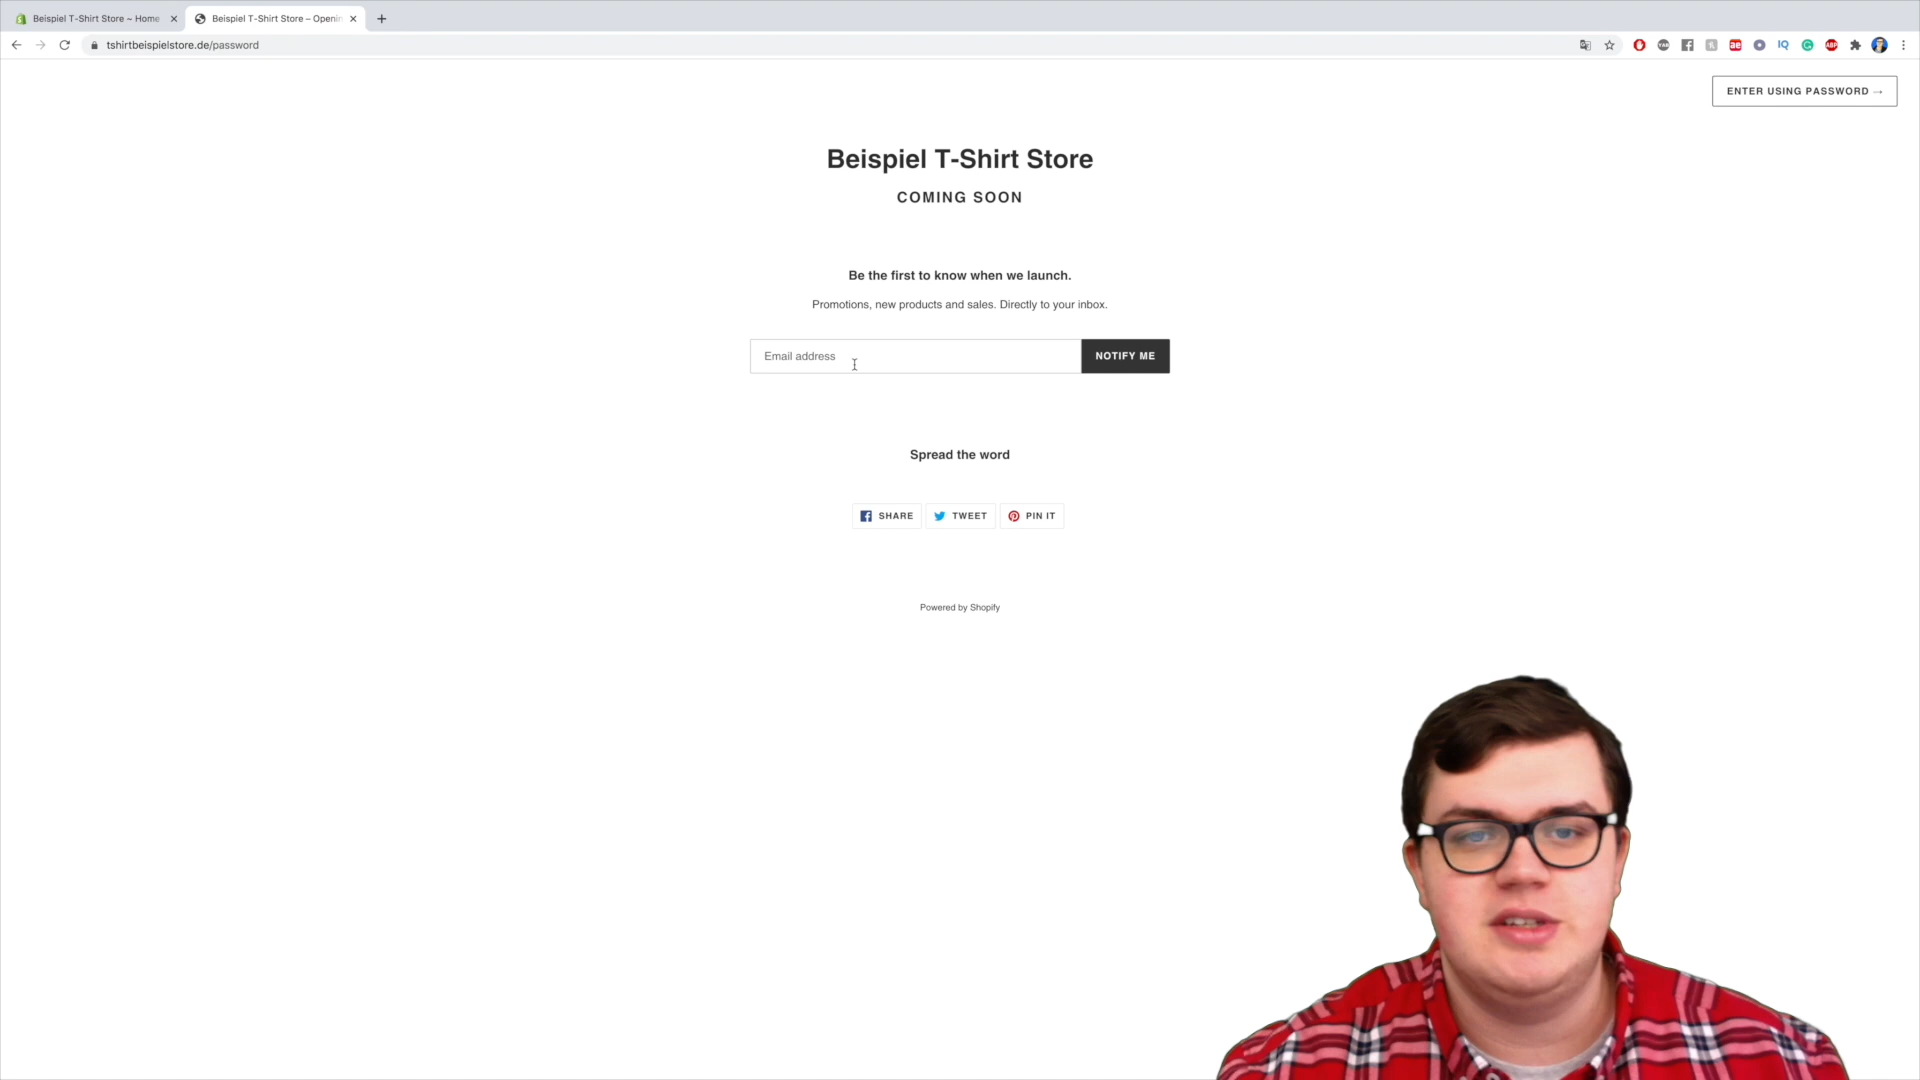 Beispiel T-Shirt Store ~ Home
Beispiel T-Shirt Store – Openin
tshirtbeispielstore.de/password
ENTER USING PASSWORD →
Beispiel T-Shirt Store
COMING SOON
Be the first to know when we launch.
Promotions, new products and sales. Directly to your inbox.
Email address
NOTIFY ME
Spread the word
SHARE TWEET PIN IT
Powered by Shopify